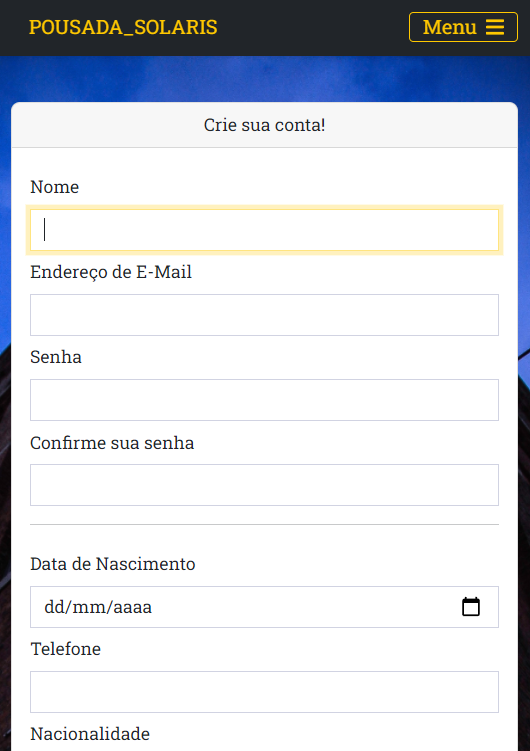 POUSADA_SOLARIS
Menu
Crie sua conta!
Nome
Endereço de E-Mail
Senha
Confirme sua senha
Data de Nascimento
dd/mm/aaaa
Telefone
Nacionalidade